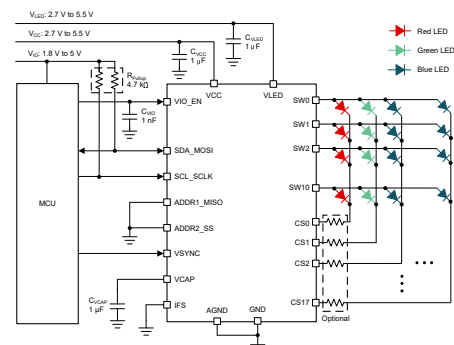 VLED: 2.7 V to 5.5 V
VCC: 2.7 V to 5.5 V
VIO: 1.8 V to 5 V
RPullup
4.7 kΩ
CVCC
1 µF
CVLED
1 µF
Red LED
Green LED
Blue LED
VCC
VLED
VIO_EN
CVIO
1 nF
SDA_MOSI
SCL_SCLK
MCU
ADDR1_MISO
ADDR2_SS
VSYNC
VCAP
CVCAP
1 µF
IFS
AGND
GND
SW0
SW1
SW2
SW10
CS0
CS1
CS2
CS17
Optional